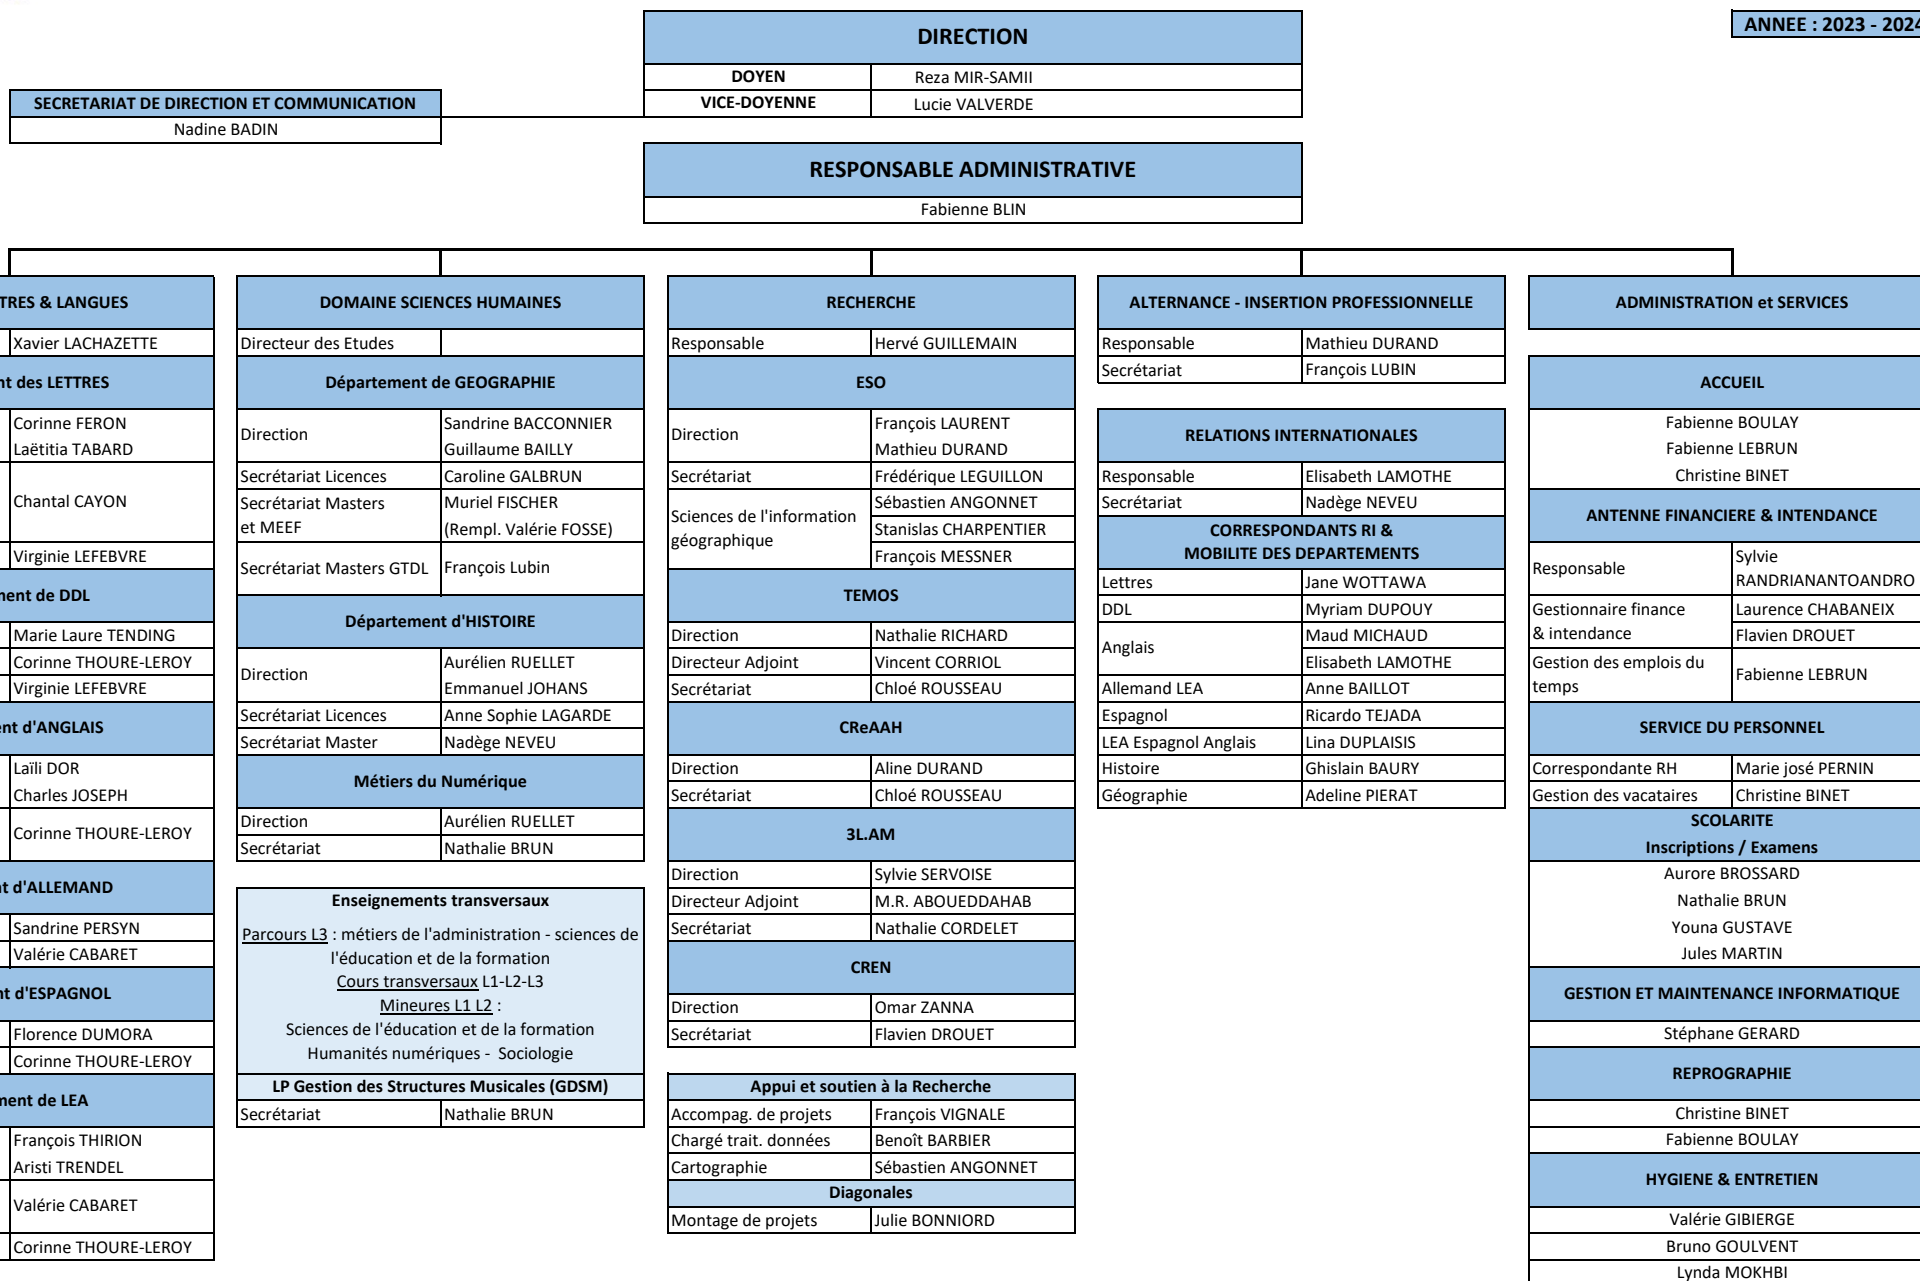 ANNEE : 2023 - 2024
DIRECTION
DOYEN Reza MIR-SAMII
VICE-DOYENNE Lucie VALVERDE
SECRETARIAT DE DIRECTION ET COMMUNICATION
Nadine BADIN
RESPONSABLE ADMINISTRATIVE
Fabienne BLIN
& LANGUES
Xavier LACHAZETTE
des LETTRES
Corinne FERON
Laëtitia TABARD
Chantal CAYON
Virginie LEFEBVRE
de DDL
Marie Laure TENDING
Corinne THOURE-LEROY
Virginie LEFEBVRE
d'ANGLAIS
Laïli DOR
Charles JOSEPH
Corinne THOURE-LEROY
d'ALLEMAND
Sandrine PERSYN
Valérie CABARET
d'ESPAGNOL
Florence DUMORA
Corinne THOURE-LEROY
de LEA
François THIRION
Aristi TRENDEL
Valérie CABARET
Corinne THOURE-LEROY
DOMAINE SCIENCES HUMAINES
Directeur des Etudes
Département de GEOGRAPHIE
Direction
Sandrine BACCONNIER
Guillaume BAILLY
Secrétariat Licences Caroline GALBRUN
Secrétariat Masters
et MEEF
Muriel FISCHER
(Rempl. Valérie FOSSE)
Secrétariat Masters GTDL François Lubin
Département d'HISTOIRE
Direction
Aurélien RUELLET
Emmanuel JOHANS
Secrétariat Licences Anne Sophie LAGARDE
Secrétariat Master Nadège NEVEU
Métiers du Numérique
Direction Aurélien RUELLET
Secrétariat Nathalie BRUN
Enseignements transversaux
Parcours L3 : métiers de l'administration - sciences de
l'éducation et de la formation
Cours transversaux L1-L2-L3
Mineures L1 L2 :
Sciences de l'éducation et de la formation
Humanités numériques - Sociologie
LP Gestion des Structures Musicales (GDSM)
Secrétariat Nathalie BRUN
RECHERCHE
Responsable Hervé GUILLEMAIN
ESO
Direction
François LAURENT
Mathieu DURAND
Secrétariat Frédérique LEGUILLON
Sciences de l'information
géographique
Sébastien ANGONNET
Stanislas CHARPENTIER
François MESSNER
TEMOS
Direction Nathalie RICHARD
Directeur Adjoint Vincent CORRIOL
Secrétariat Chloé ROUSSEAU
CReAAH
Direction Aline DURAND
Secrétariat Chloé ROUSSEAU
3L.AM
Direction Sylvie SERVOISE
Directeur Adjoint M.R. ABOUEDDAHAB
Secrétariat Nathalie CORDELET
CREN
Direction Omar ZANNA
Secrétariat Flavien DROUET
Appui et soutien à la Recherche
Accompag. de projets François VIGNALE
Chargé trait. données Benoît BARBIER
Cartographie Sébastien ANGONNET
Diagonales
Montage de projets Julie BONNIORD
ALTERNANCE - INSERTION PROFESSIONNELLE
Responsable Mathieu DURAND
Secrétariat François LUBIN
RELATIONS INTERNATIONALES
Responsable Elisabeth LAMOTHE
Secrétariat Nadège NEVEU
CORRESPONDANTS RI &
MOBILITE DES DEPARTEMENTS
Lettres Jane WOTTAWA
DDL Myriam DUPOUY
Anglais
Maud MICHAUD
Elisabeth LAMOTHE
Allemand LEA Anne BAILLOT
Espagnol Ricardo TEJADA
LEA Espagnol Anglais Lina DUPLAISIS
Histoire Ghislain BAURY
Géographie Adeline PIERAT
ADMINISTRATION et SERVICES
ACCUEIL
Fabienne BOULAY
Fabienne LEBRUN
Christine BINET
ANTENNE FINANCIERE & INTENDANCE
Responsable
Sylvie
RANDRIANANTOANDRO
Gestionnaire finance
& intendance
Laurence CHABANEIX
Flavien DROUET
Gestion des emplois du
temps
Fabienne LEBRUN
SERVICE DU PERSONNEL
Correspondante RH Marie josé PERNIN
Gestion des vacataires Christine BINET
SCOLARITE
Inscriptions / Examens
Aurore BROSSARD
Nathalie BRUN
Youna GUSTAVE
Jules MARTIN
GESTION ET MAINTENANCE INFORMATIQUE
Stéphane GERARD
REPROGRAPHIE
Christine BINET
Fabienne BOULAY
HYGIENE & ENTRETIEN
Valérie GIBIERGE
Bruno GOULVENT
Lynda MOKHBI